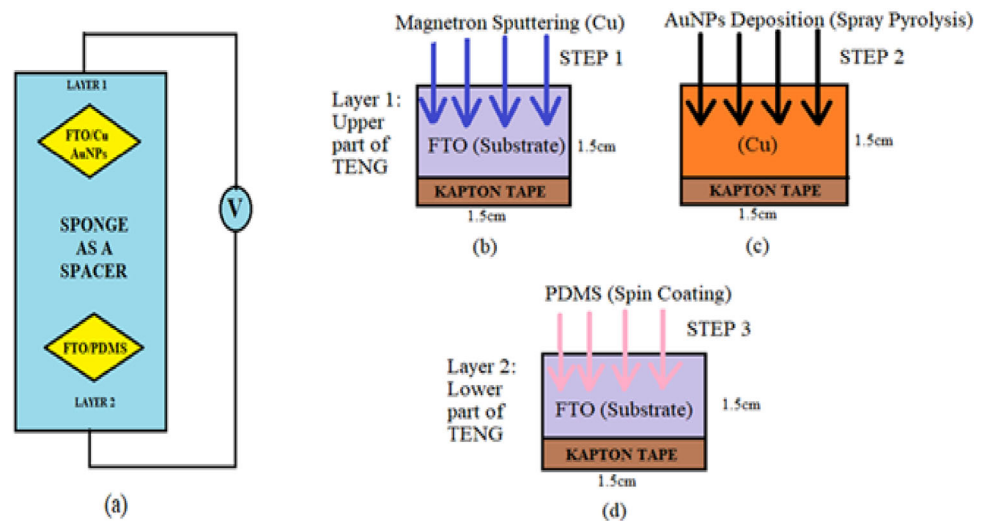 LAYER 1
FTO/Cu
AuNPs
SPONGE
AS A
SPACER
FTO/PDMS
LAYER 2
V
(a)
Magnetron Sputtering (Cu)
STEP 1
Layer 1:
Upper
part of
TENG
FTO (Substrate)
1.5cm
KAPTON TAPE
1.5cm
(b)
AuNPs Deposition (Spray Pyrolysis)
STEP 2
(Cu)
1.5cm
KAPTON TAPE
1.5cm
(c)
PDMS (Spin Coating)
STEP 3
Layer 2:
Lower
part of
TENG
FTO (Substrate)
1.5cm
KAPTON TAPE
1.5cm
(d)